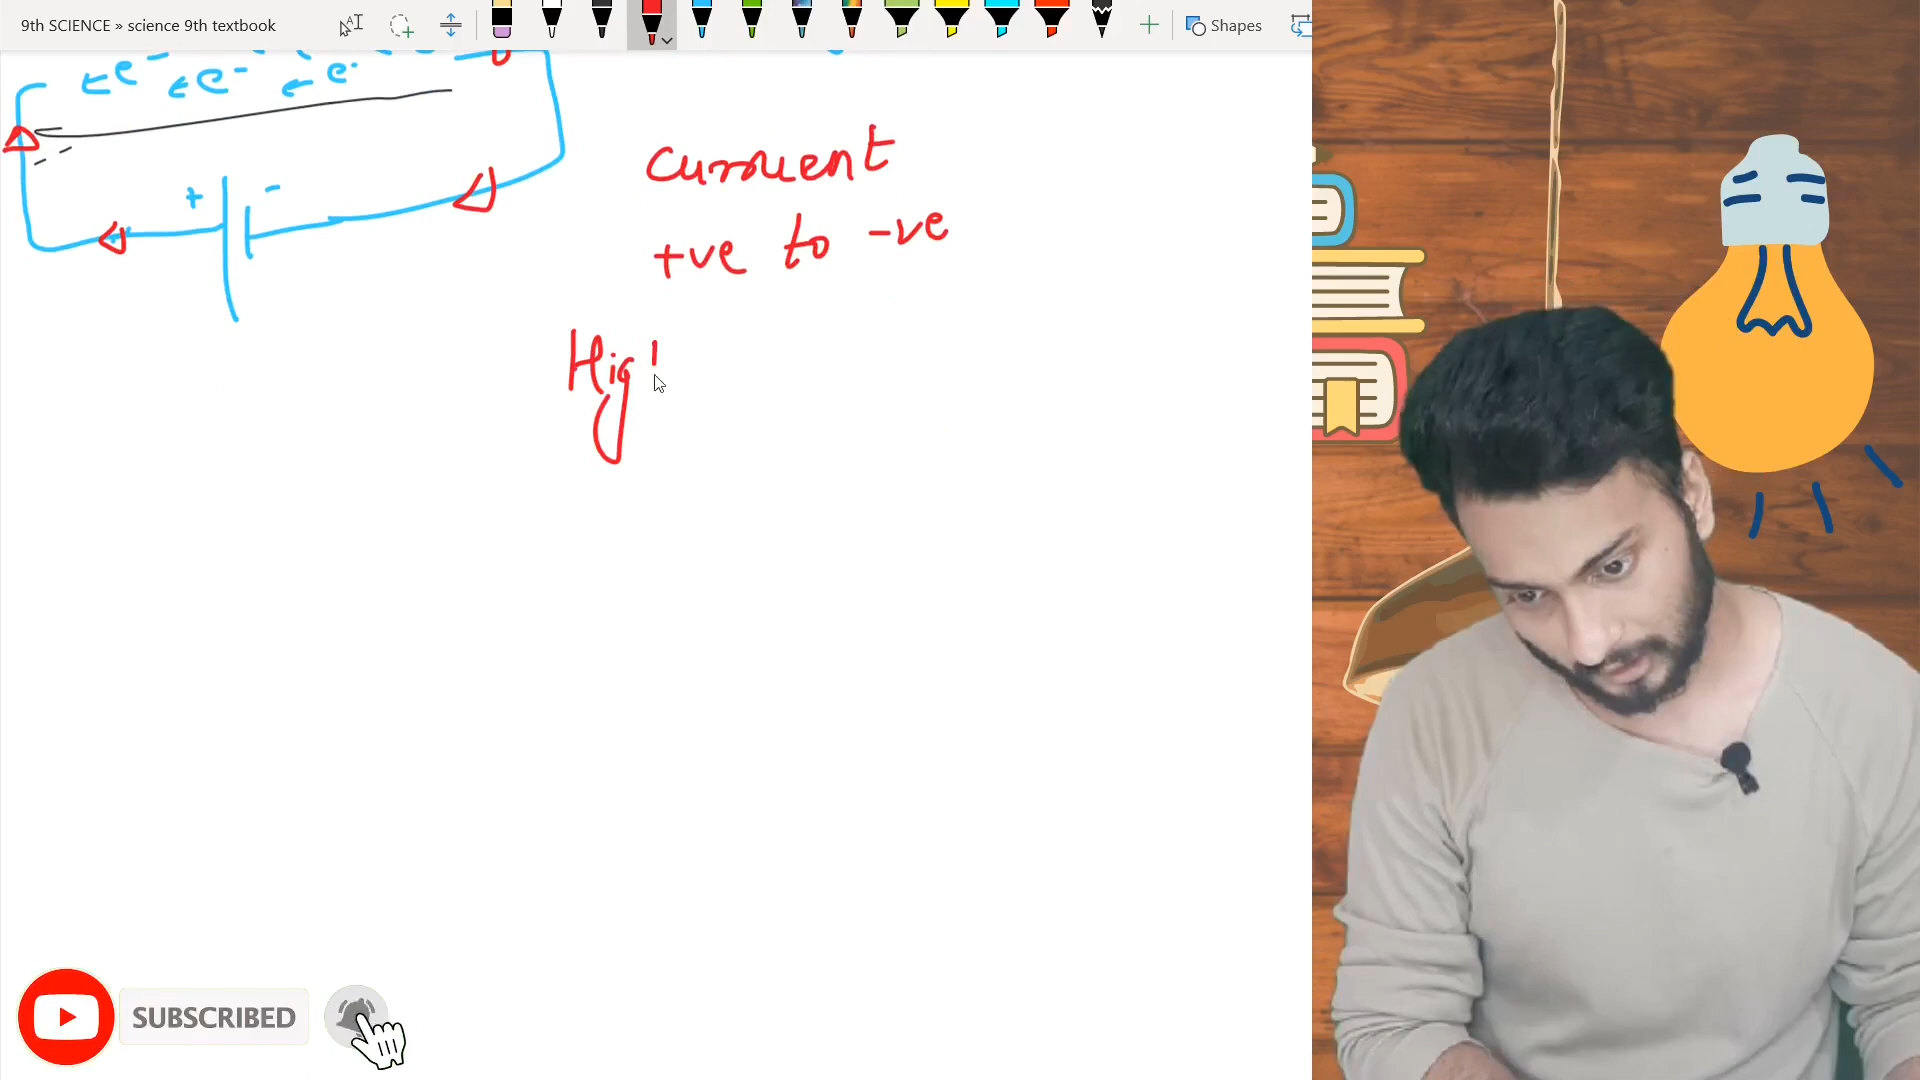 9th SCIENCE » science 9th textbook
Shapes
e- e- e-
current
+ -
+ve to -ve
Hig
SUBSCRIBED